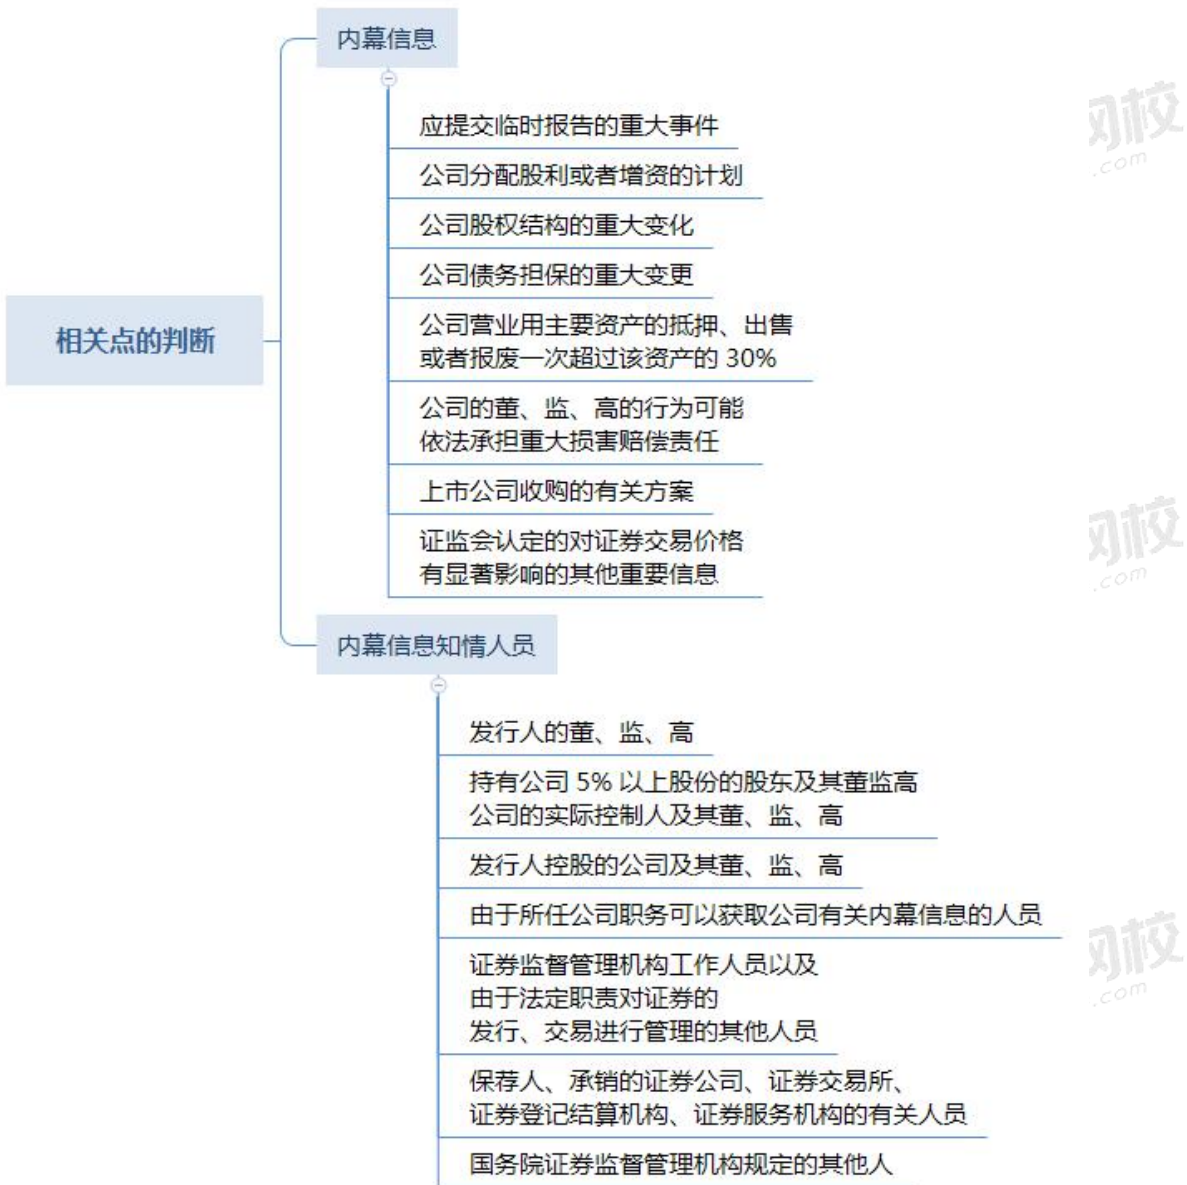 内幕信息
应提交临时报告的重大事件
公司分配股利或者增资的计划
公司股权结构的重大变化
公司债务担保的重大变更
公司营业用主要资产的抵押、出售
或者报废一次超过该资产的 30%
公司的董、监、高的行为可能
依法承担重大损害赔偿责任
上市公司收购的有关方案
证监会认定的对证券交易价格
有显著影响的其他重要信息
相关点的判断
内幕信息知情人员
发行人的董、监、高
持有公司 5% 以上股份的股东及其董监高
公司的实际控制人及其董、监、高
发行人控股的公司及其董、监、高
由于所任公司职务可以获取公司有关内幕信息的人员
证券监督管理机构工作人员以及
由于法定职责对证券的
发行、交易进行管理的其他人员
保荐人、承销的证券公司、证券交易所、
证券登记结算机构、证券服务机构的有关人员
国务院证券监督管理机构规定的其他人
网校
.com
网校
.com
网校
.com